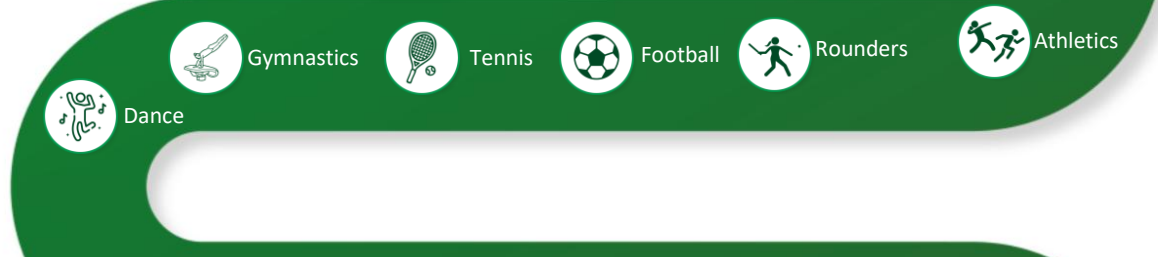 Dance
Gymnastics
Tennis
Football
Rounders
Athletics